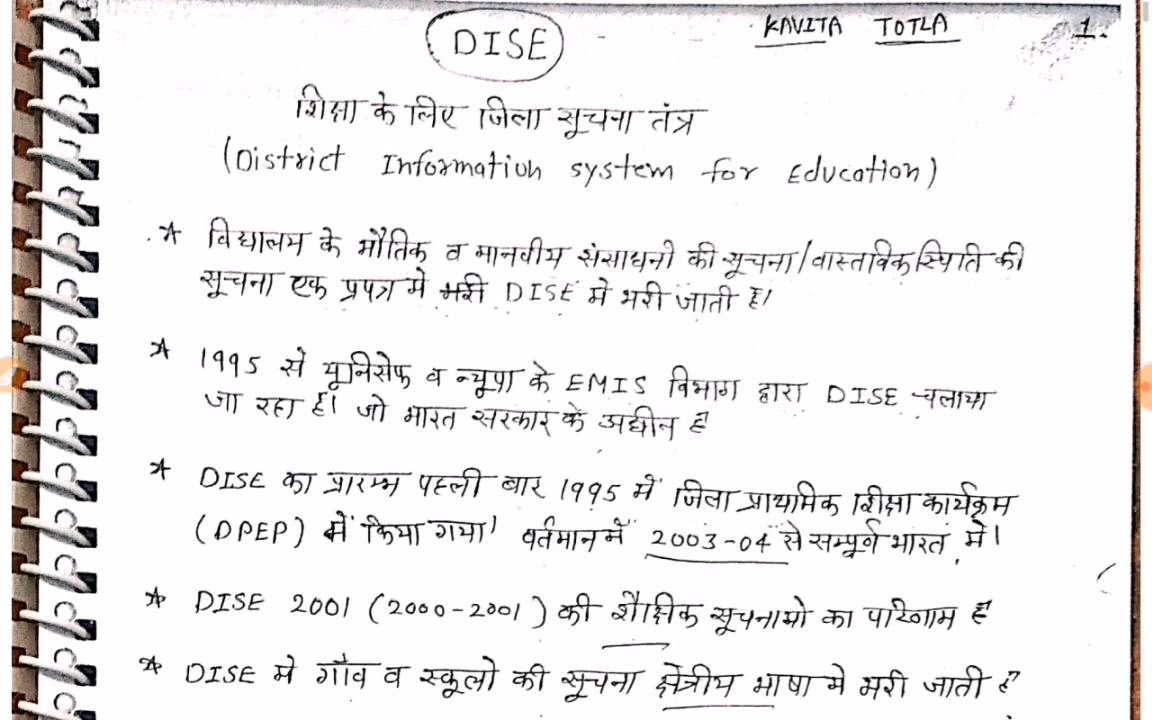 DISE
KAVITA TOTLA
1.
शिक्षा के लिए जिला सूचना तंत्र
(District Information system for Education)
* विद्यालय के भौतिक व मानवीय संसाधनो की सूचना/वास्तविक स्थिति की
सूचना एक प्रपत्र मे भरी DISE मे भरी जाती है।
* 1995 से यूनिसेफ व न्यूपा के EMIS विभाग द्वारा DISE चलाया
जा रहा है। जो भारत सरकार के अधीन है
* DISE का प्रारम्भ पहली बार 1995 में जिला प्राथमिक शिक्षा कार्यक्रम
(DPEP) में किया गया। वर्तमान में 2003-04 से सम्पूर्ण भारत में।
* DISE 2001 (2000-2001) की शैक्षिक सूचनाओ का परिणाम है
* DISE मे गाँव व स्कूलो की सूचना क्षेत्रीय भाषा मे भरी जाती है